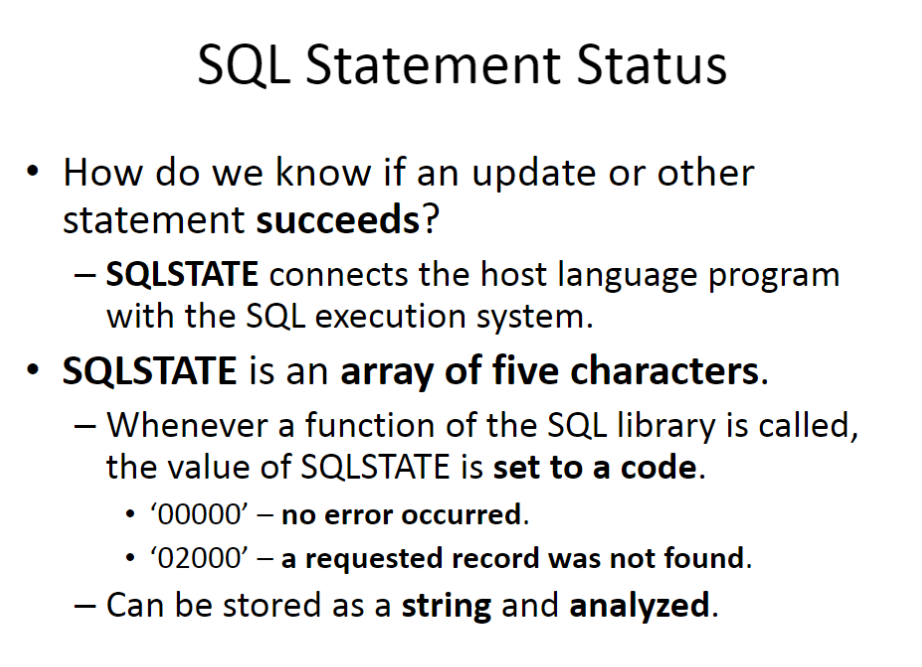 SQL Statement Status
• How do we know if an update or other
statement succeeds?
– SQLSTATE connects the host language program
with the SQL execution system.
• SQLSTATE is an array of five characters.
– Whenever a function of the SQL library is called,
the value of SQLSTATE is set to a code.
• ‘00000’ – no error occurred.
• ‘02000’ – a requested record was not found.
– Can be stored as a string and analyzed.